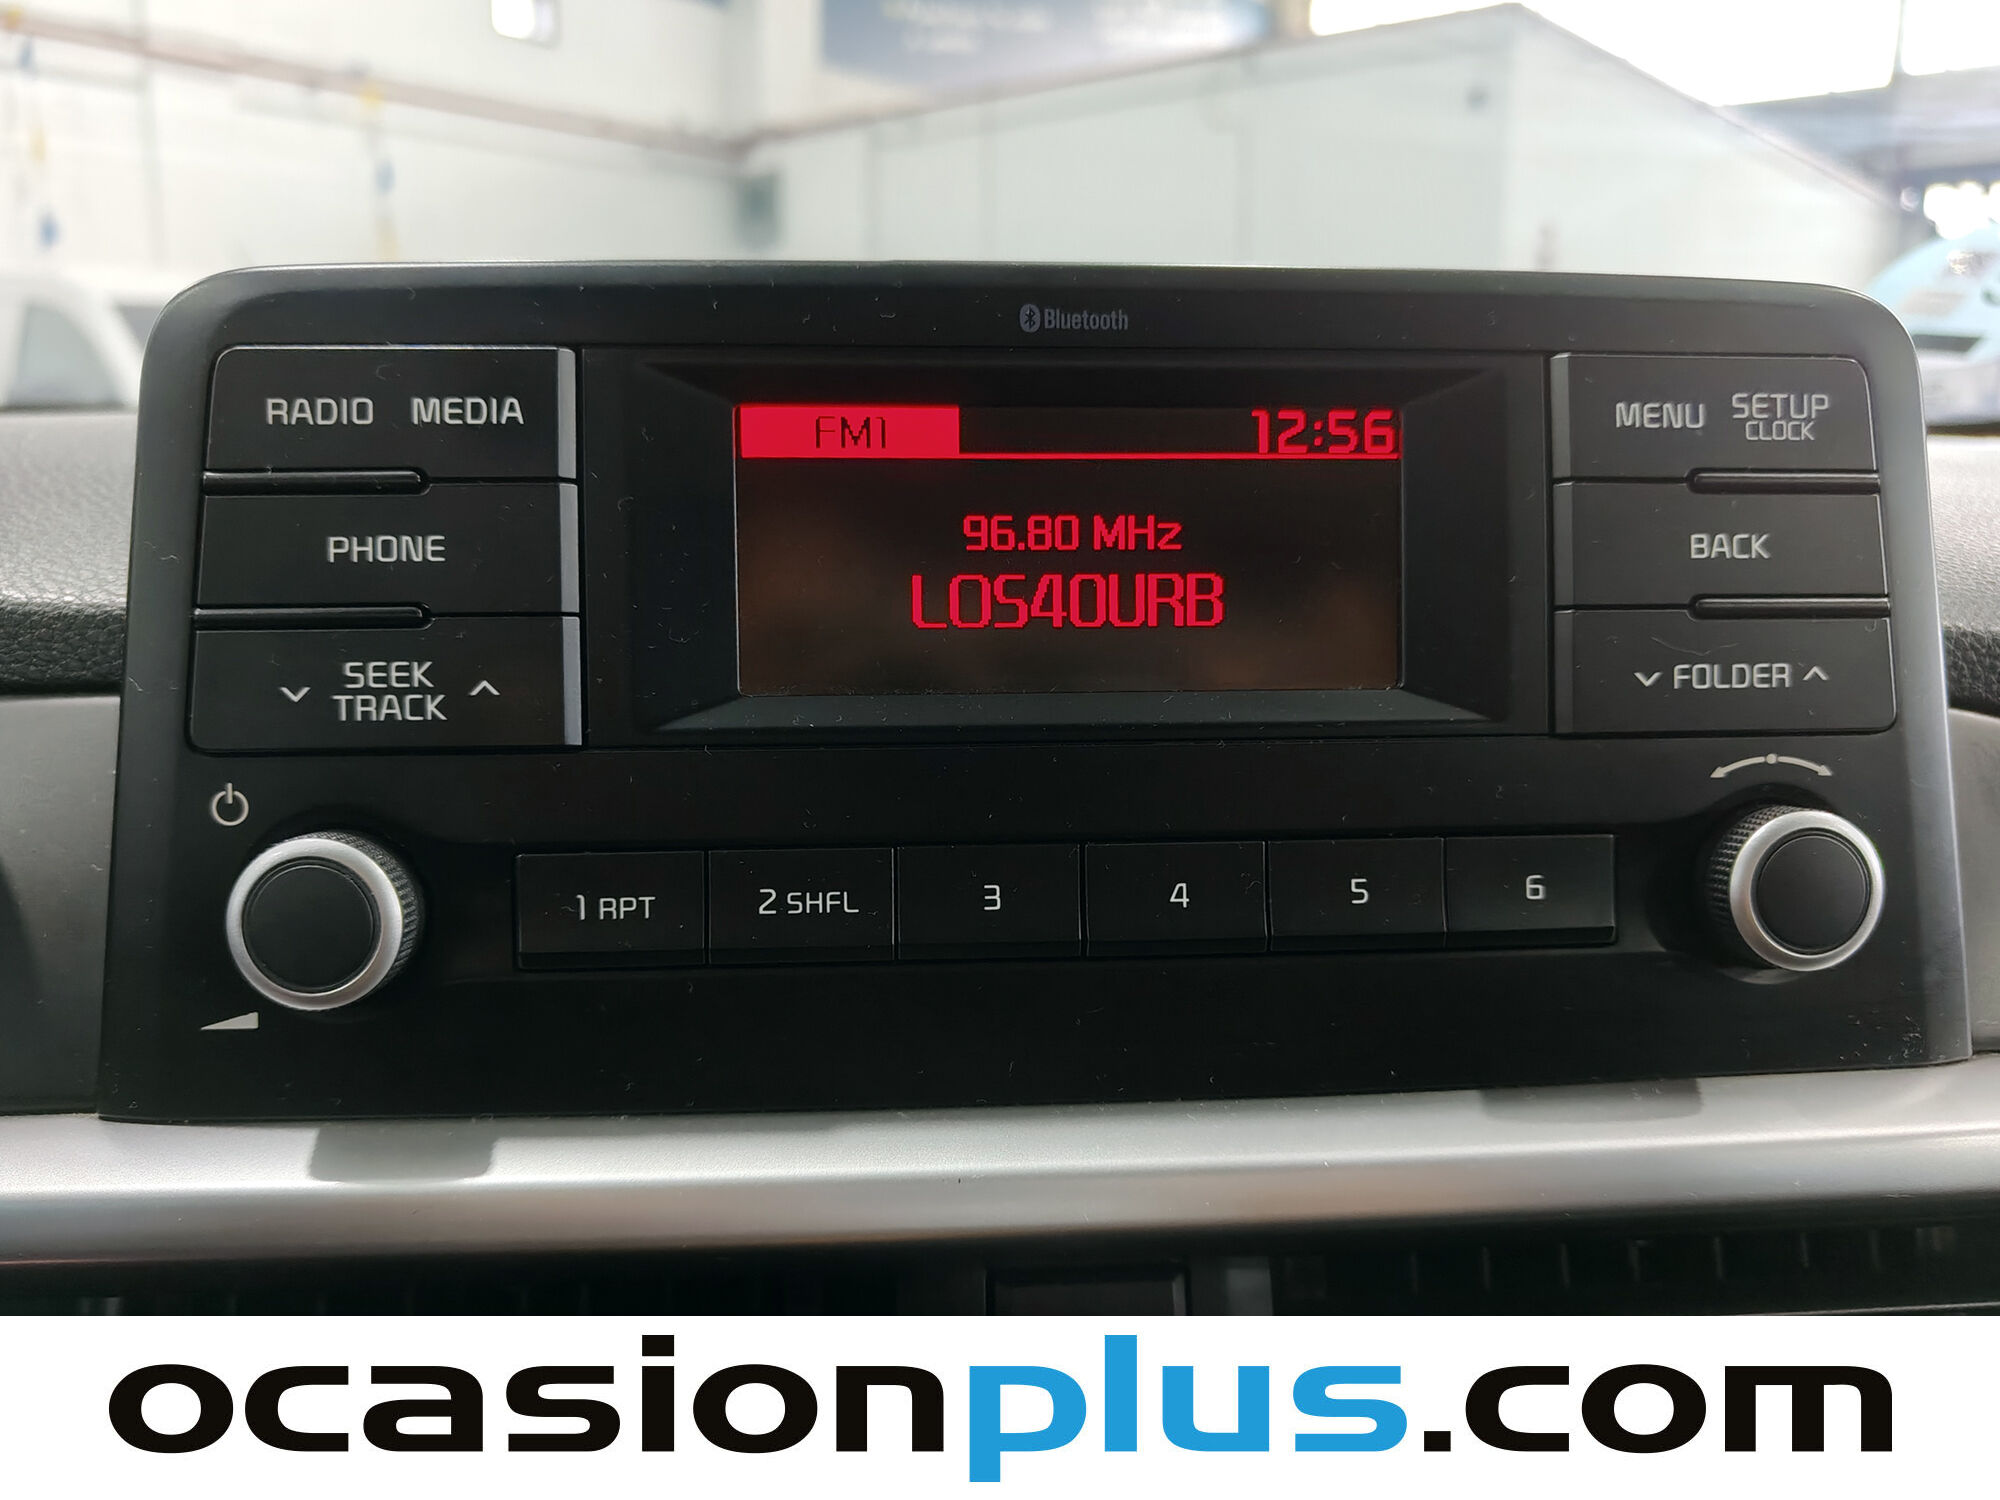 Bluetooth
RADIO MEDIA
FM1 12:56
MENU SETUP CLOCK
PHONE
96.80 MHz
LOS40URB
BACK
SEEK TRACK
FOLDER
1 RPT 2 SHFL 3 4 5 6
ocasionplus.com